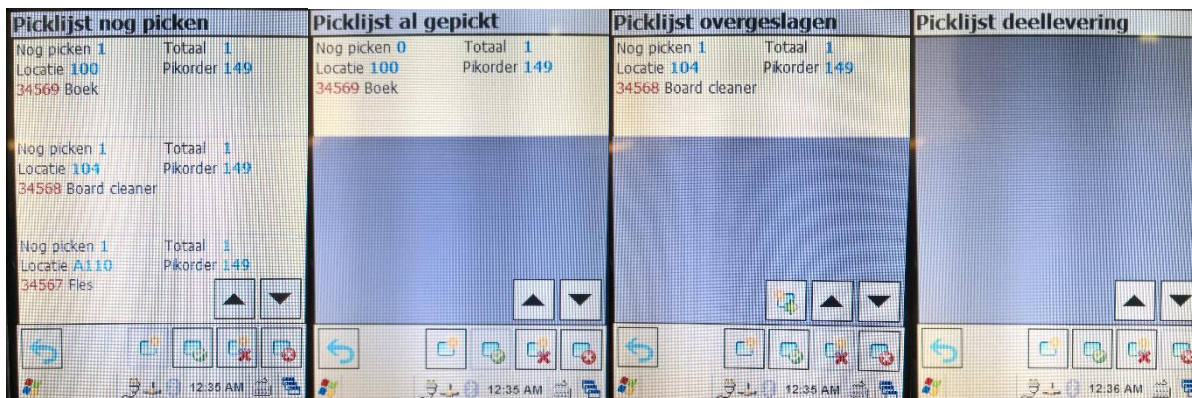 Picklijst nog picken
Nog picken 1 Totaal 1
Locatie 100 Pikorder 149
34569 Boek
Nog picken 1 Totaal 1
Locatie 104 Pikorder 149
34568 Board cleaner
Nog picken 1 Totaal 1
Locatie A110 Pikorder 149
34567 Fles
12:35 AM
Picklijst al gepickt
Nog picken 0 Totaal 1
Locatie 100 Pikorder 149
34569 Boek
12:35 AM
Picklijst overgeslagen
Nog picken 1 Totaal 1
Locatie 104 Pikorder 149
34568 Board cleaner
12:35 AM
Picklijst deellevering
12:36 AM